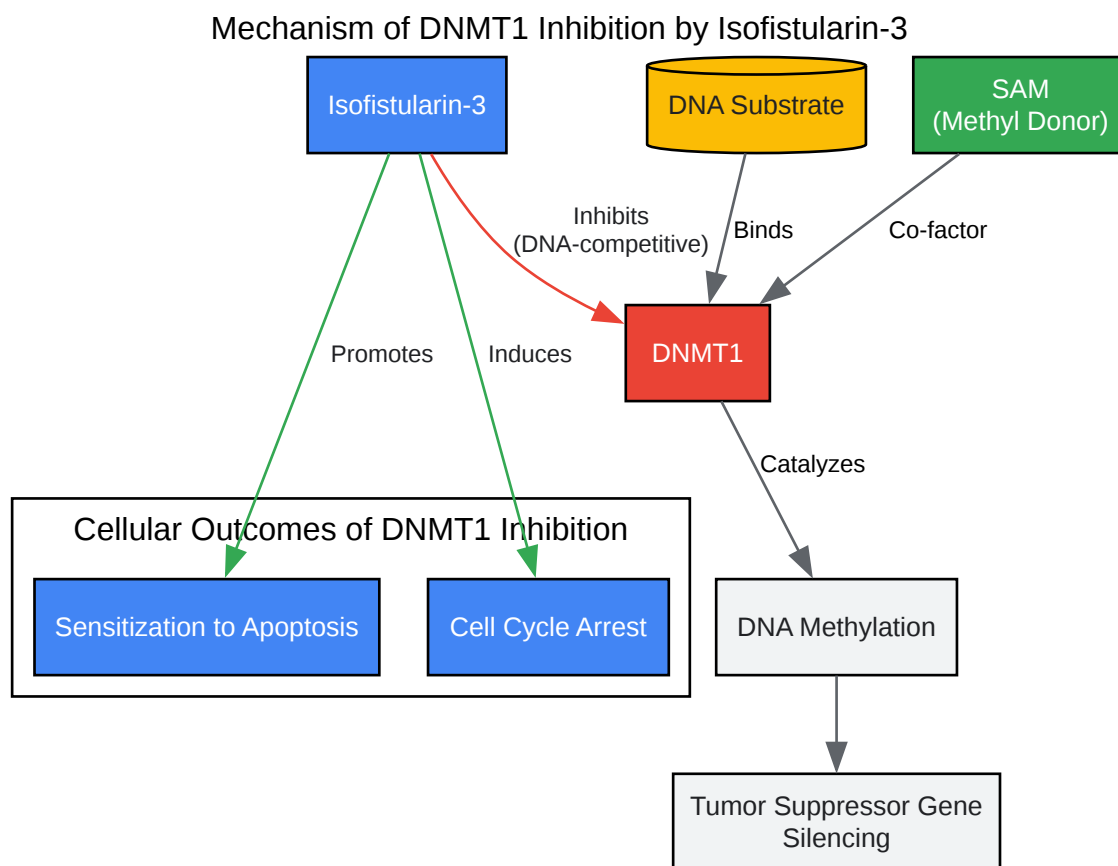 Mechanism of DNMT1 Inhibition by Isofistularin-3
Isofistularin-3
DNA Substrate
SAM
(Methyl Donor)
Inhibits
(DNA-competitive)
Binds
Co-factor
Promotes
Induces
DNMT1
Catalyzes
Cellular Outcomes of DNMT1 Inhibition
Sensitization to Apoptosis
Cell Cycle Arrest
DNA Methylation
Tumor Suppressor Gene
Silencing